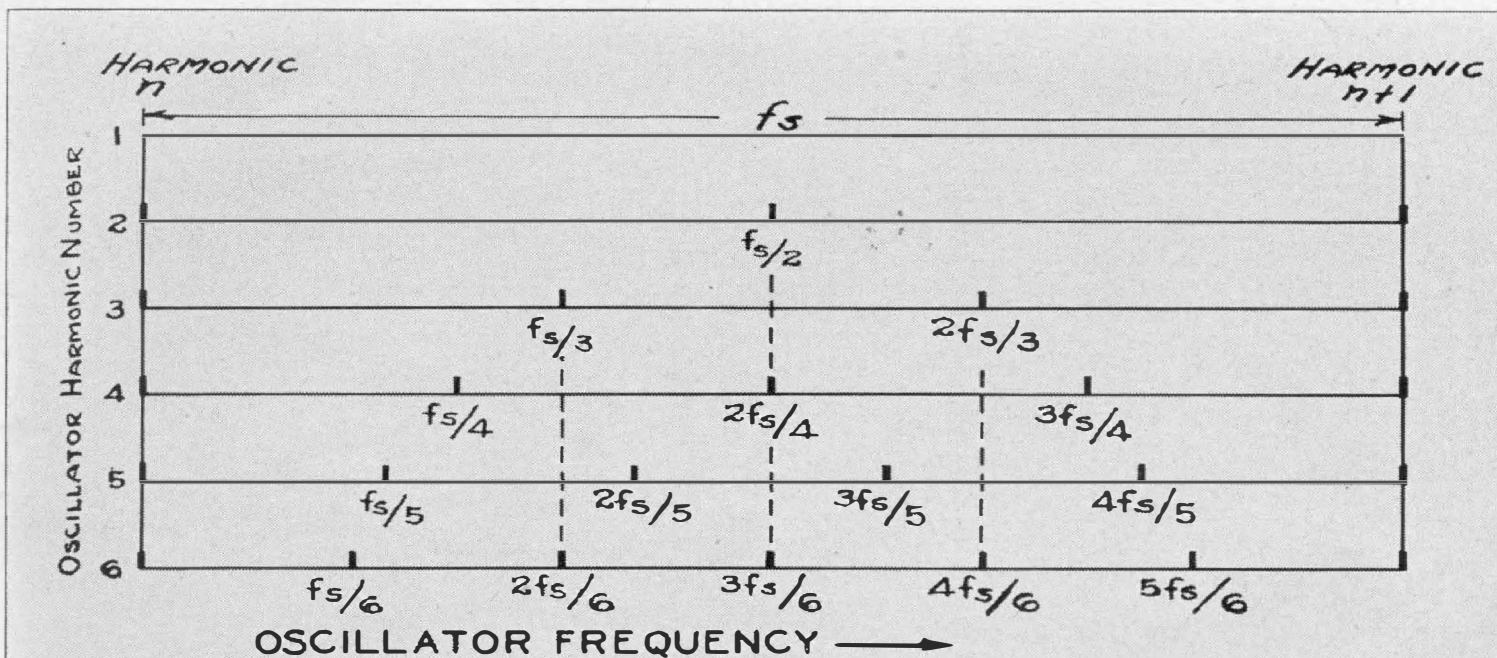 HARMONIC
n
HARMONIC
n+1
fs
OSCILLATOR HARMONIC NUMBER
1
2
fs/2
3
fs/3
2fs/3
4
fs/4
2fs/4
3fs/4
5
fs/5
2fs/5
3fs/5
4fs/5
6
fs/6
2fs/6
3fs/6
4fs/6
5fs/6
OSCILLATOR FREQUENCY